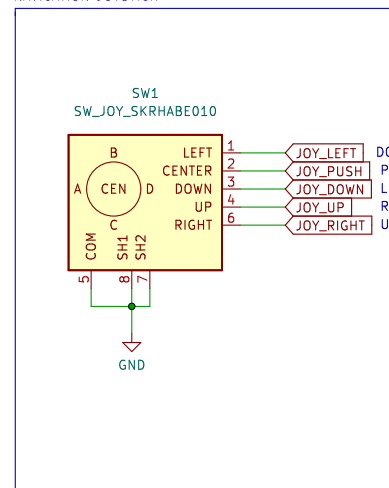 SW1
SW_JOY_SKRHABE010
LEFT 1 JOY_LEFT
B
CENTER 2 JOY_PUSH
A CEN D DOWN 3 JOY_DOWN
UP 4 JOY_UP
C
RIGHT 6 JOY_RIGHT
COM SH1 SH2
5 8 7
GND